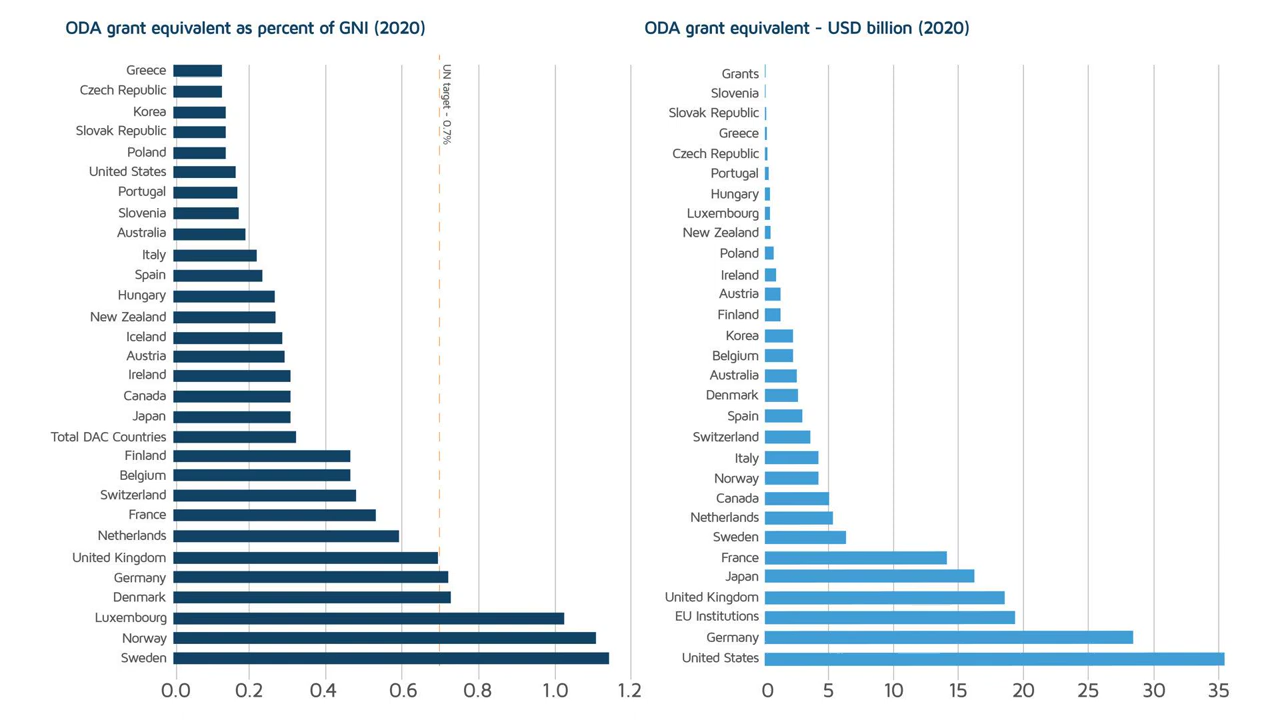 ODA grant equivalent as percent of GNI (2020)
Greece
Czech Republic
Korea
Slovak Republic
Poland
United States
Portugal
Slovenia
Australia
Italy
Spain
Hungary
New Zealand
Iceland
Austria
Ireland
Canada
Japan
Total DAC Countries
Finland
Belgium
Switzerland
France
Netherlands
United Kingdom
Germany
Denmark
Luxembourg
Norway
Sweden
UN target - 0.7%
0.0 0.2 0.4 0.6 0.8 1.0 1.2
ODA grant equivalent - USD billion (2020)
Grants
Slovenia
Slovak Republic
Greece
Czech Republic
Portugal
Hungary
Luxembourg
New Zealand
Poland
Ireland
Austria
Finland
Korea
Belgium
Australia
Denmark
Spain
Switzerland
Italy
Norway
Canada
Netherlands
Sweden
France
Japan
United Kingdom
EU Institutions
Germany
United States
0 5 10 15 20 25 30 35